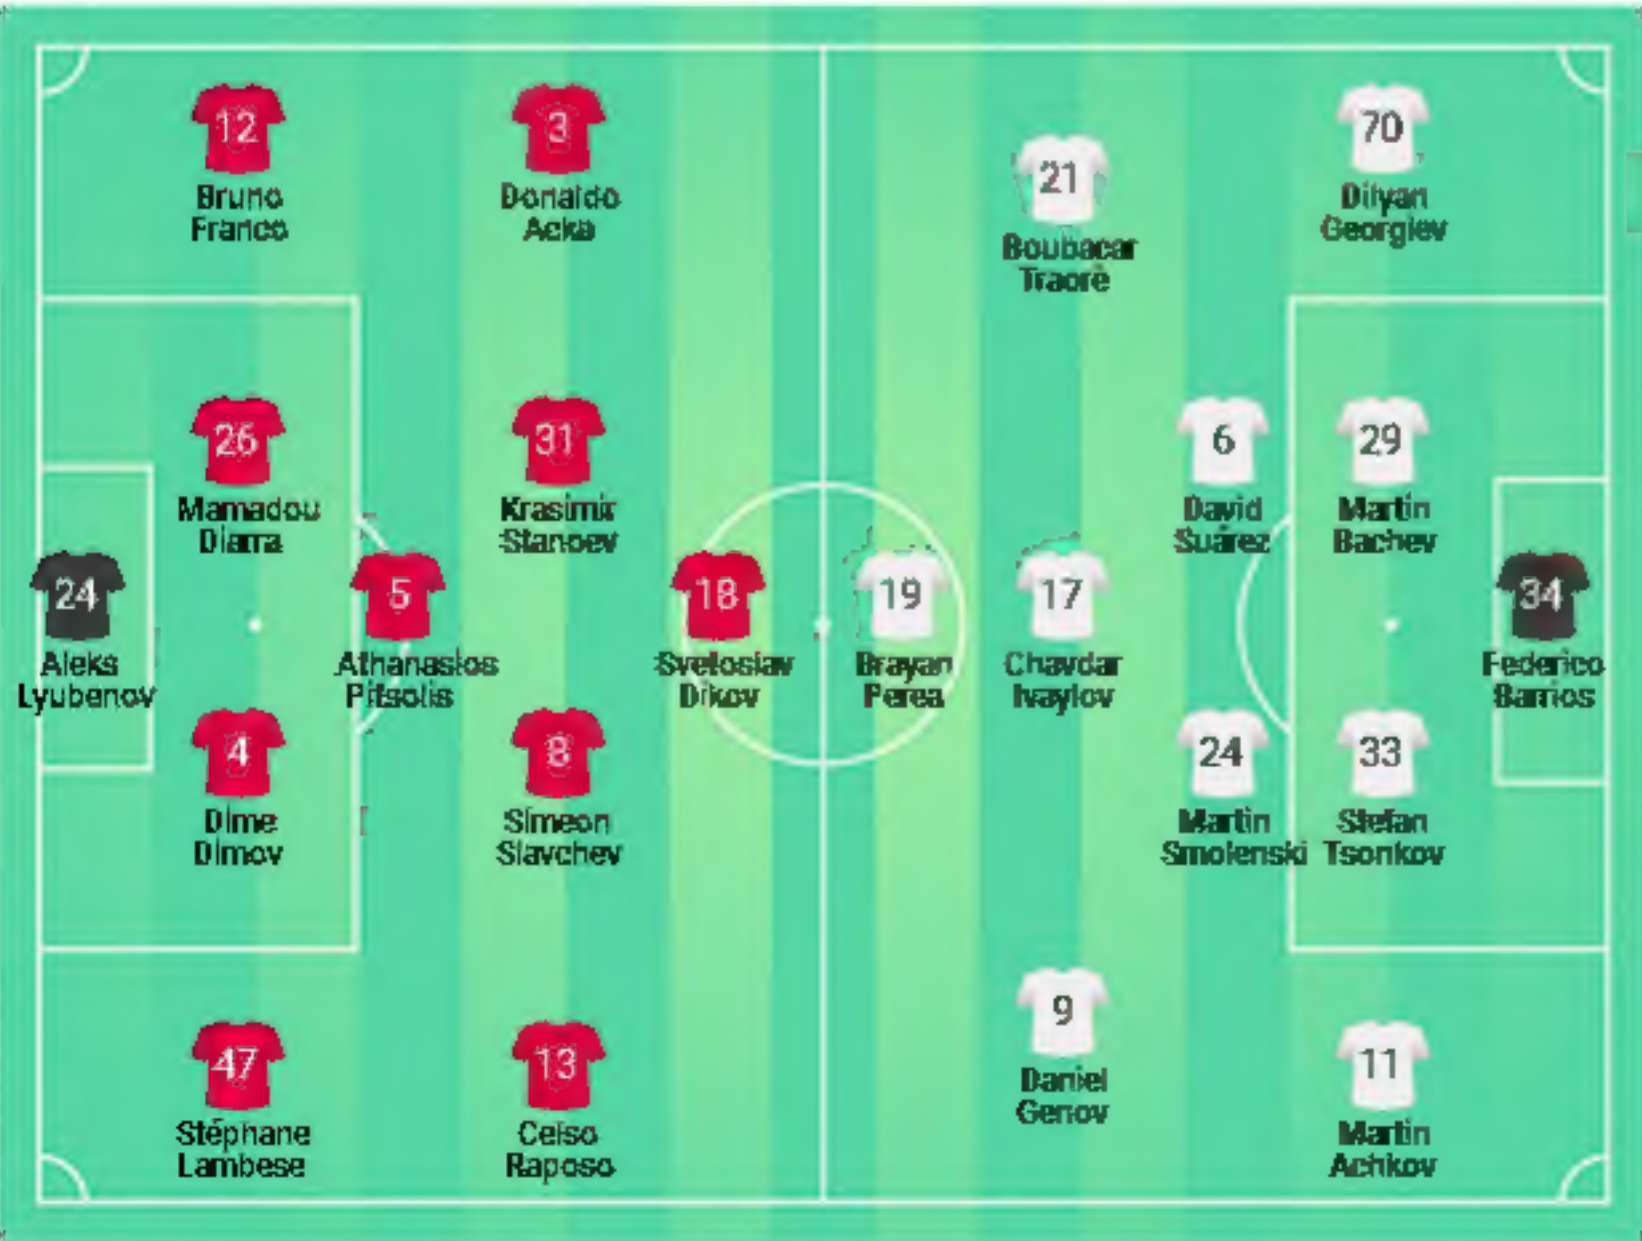 12
Bruno
Franco
3
Donaldo
Acka
21
Boubacar
Traoré
70
Dilyan
Georgiev
26
Mamadou
Diarra
31
Krasimir
Stanoev
6
David
Suárez
29
Martin
Bachev
24
Aleks
Lyubenov
5
Athanasios
Pitsolis
18
Svetoslav
Dikov
19
Brayan
Perea
17
Chavdar
Ivaylov
34
Federico
Barrios
4
Dime
Dimov
8
Simeon
Slavchev
24
Martin
Smolenski
33
Stefan
Tsonkov
47
Stéphane
Lambese
13
Celso
Raposo
9
Daniel
Genov
11
Martin
Achkov